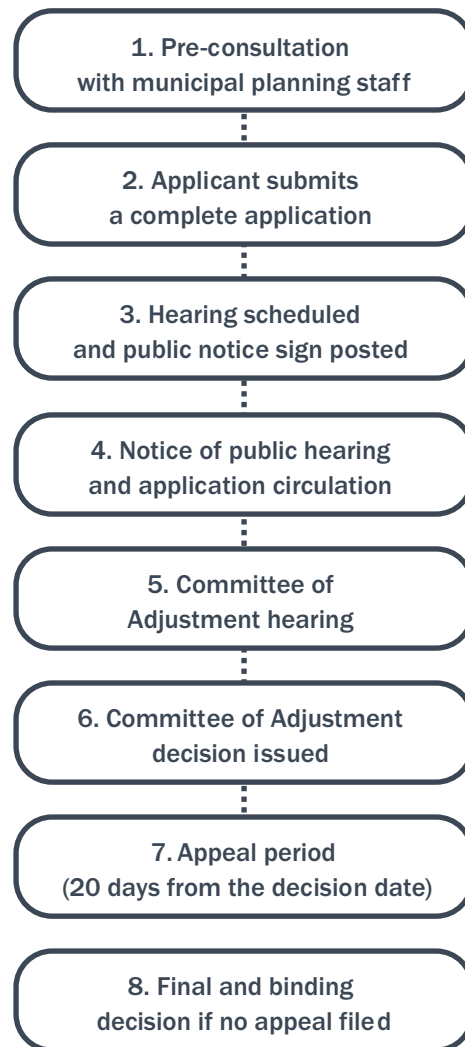 1. Pre-consultation
with municipal planning staff
2. Applicant submits
a complete application
3. Hearing scheduled
and public notice sign posted
4. Notice of public hearing
and application circulation
5. Committee of
Adjustment hearing
6. Committee of Adjustment
decision issued
7. Appeal period
(20 days from the decision date)
8. Final and binding
decision if no appeal filed